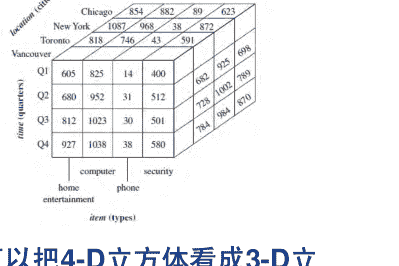 location (cities)
Chicago 854 882 89 623
New York 1087 968 38 872
Toronto 818 746 43 591
Vancouver
Q1 605 825 14 400
Q2 680 952 31 512
Q3 812 1023 30 501
Q4 927 1038 38 580
682 925 698
728 1002 789
784 984 870
time (quarters)
computer security
home phone
entertainment
item (types)
以把4-D立方体看成3-D立